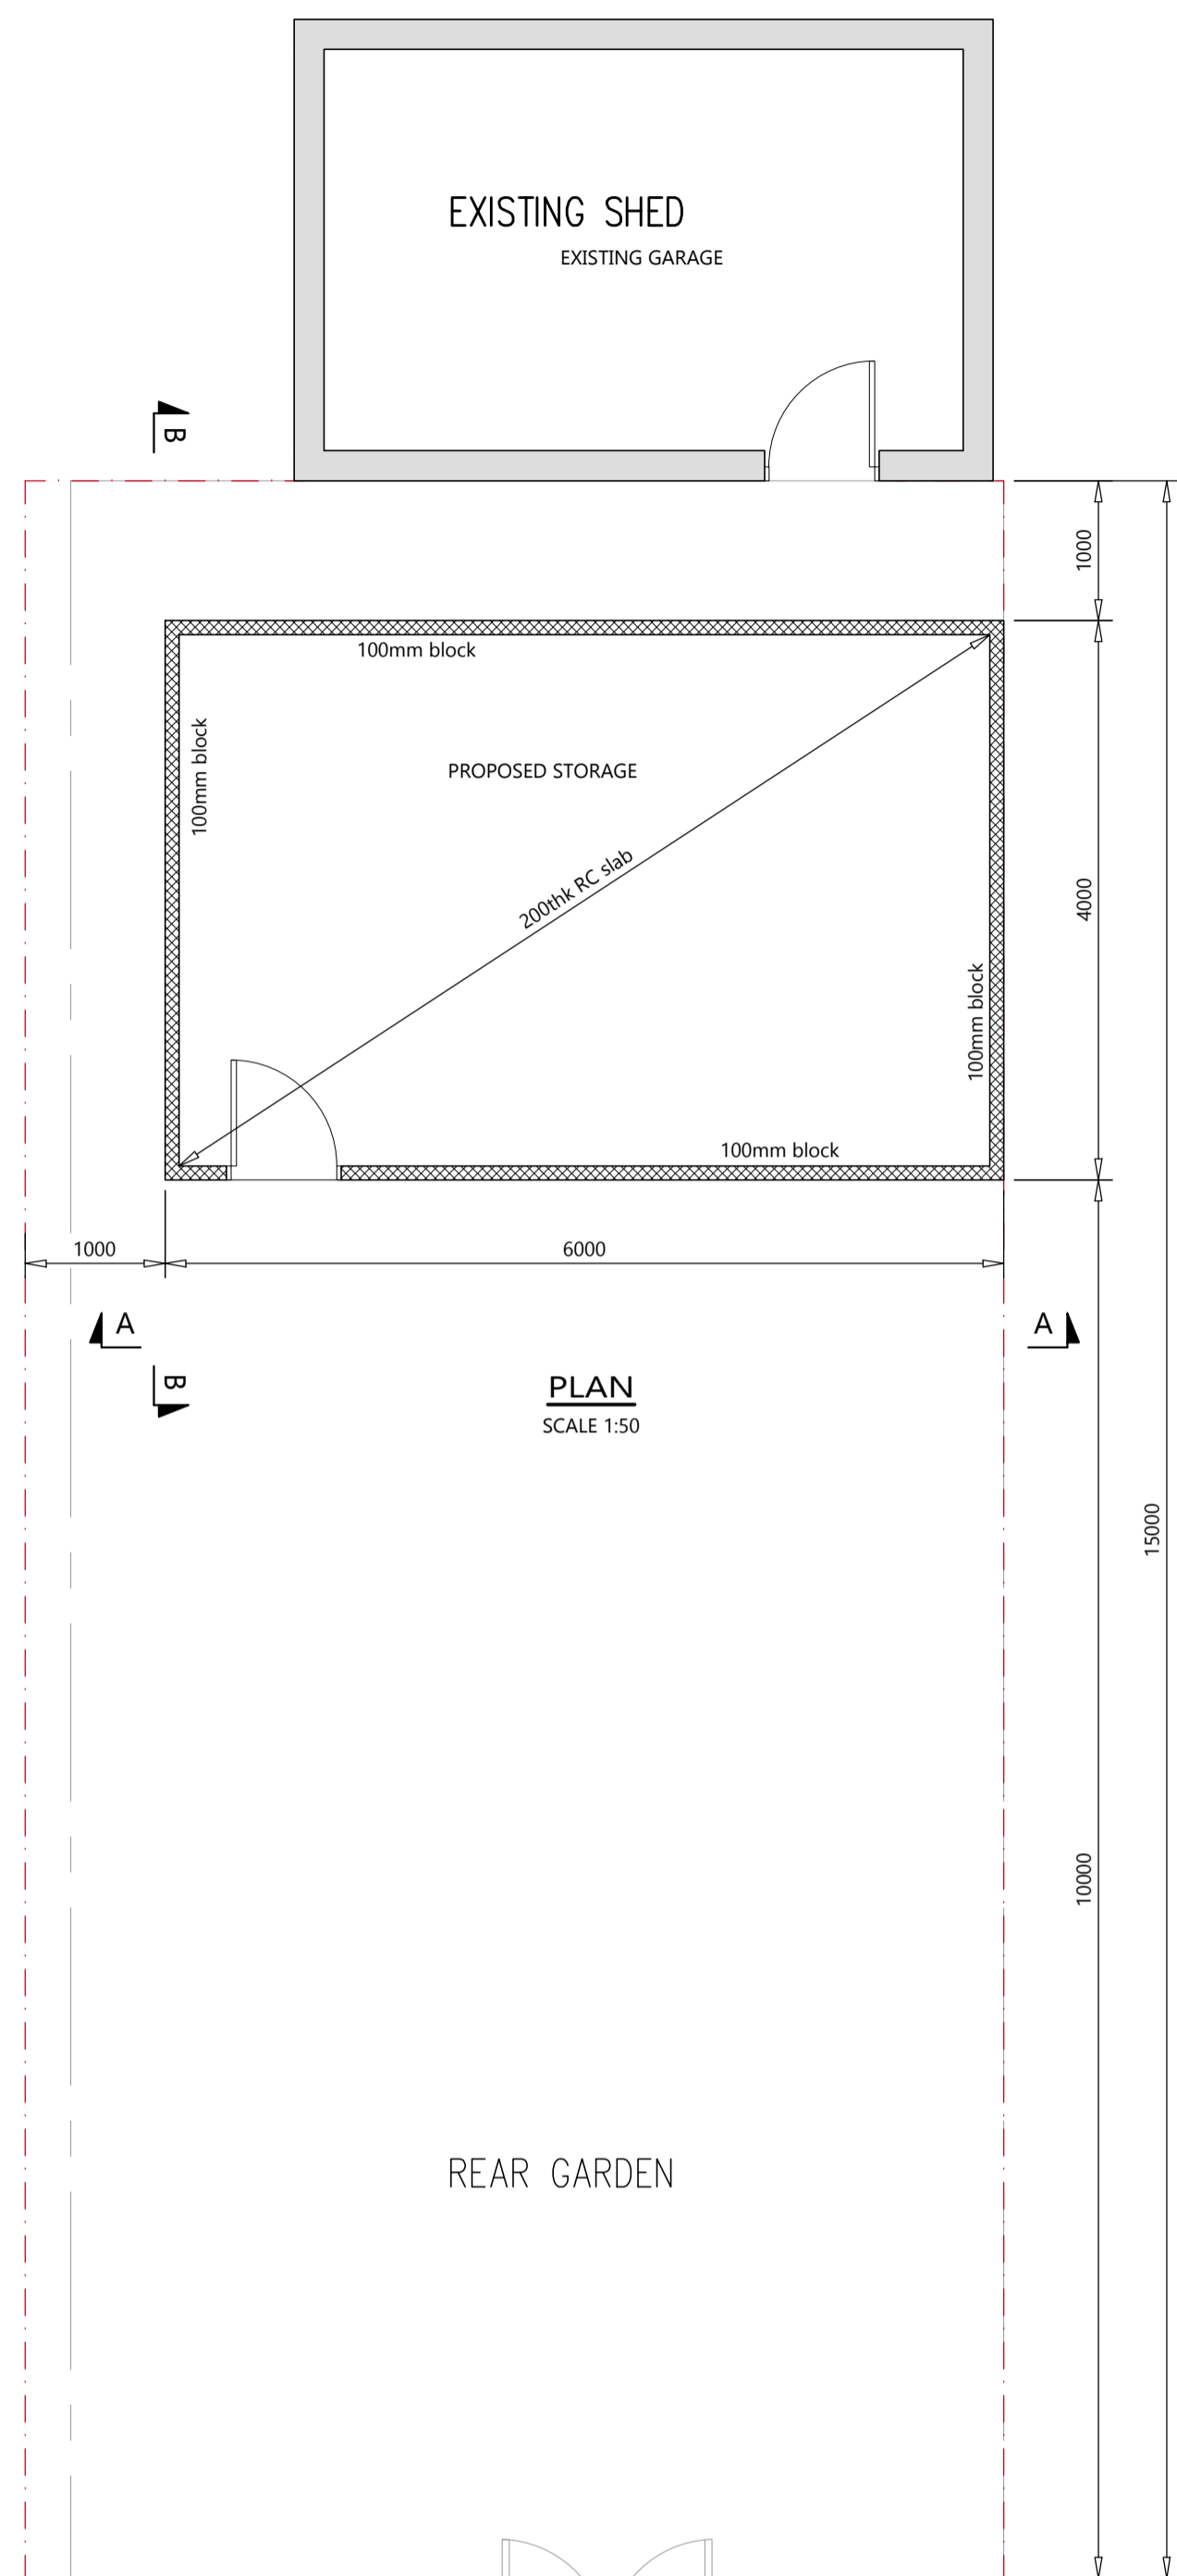 EXISTING SHED
EXISTING GARAGE
B
1000
100mm block
100mm block
PROPOSED STORAGE
200thk RC slab
4000
100mm block
100mm block
1000
6000
A
A
B
PLAN
SCALE 1:50
15000
10000
REAR GARDEN